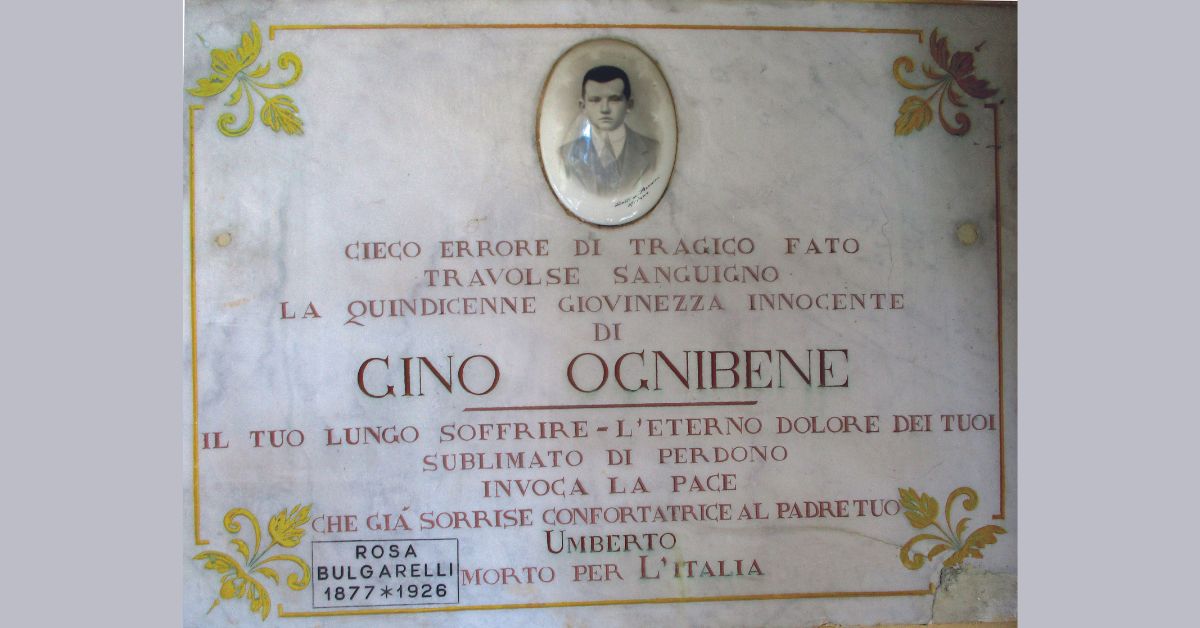 CIECO ERRORE DI TRAGICO FATO
TRAVOLSE SANGUIGNO
LA QUINDICENNE GIOVINEZZA INNOCENTE
DI
GINO OGNIBENE
IL TUO LUNGO SOFFRIRE - L'ETERNO DOLORE DEI TUOI
SUBLIMATO DI PERDONO
INVOCA LA PACE
CHE GIÁ SORRISE CONFORTATRICE AL PADRE TUO
UMBERTO
MORTO PER L'ITALIA
ROSA
BULGARELLI
1877*1926